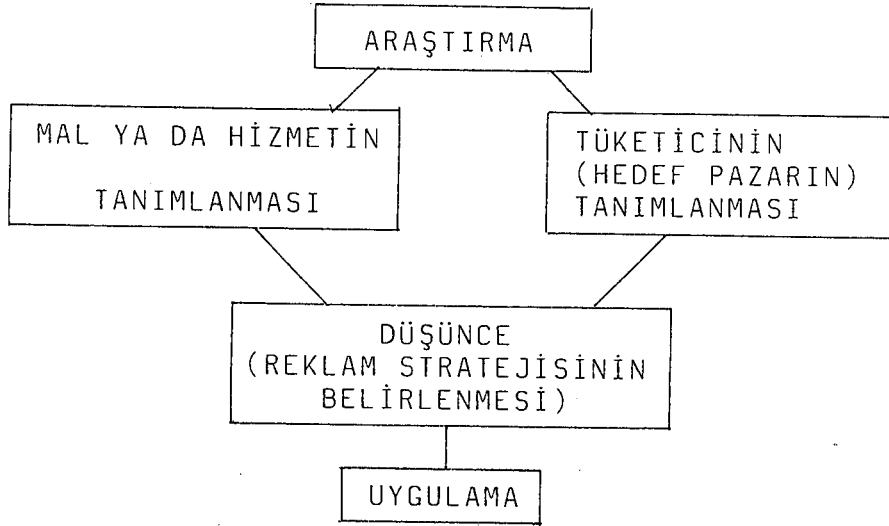 ARAŞTIRMA
MAL YA DA HİZMETİN
TANIMLANMASI
TÜKETİCİNİN
(HEDEF PAZARIN)
TANIMLANMASI
DÜŞÜNCE
(REKLAM STRATEJİSİNİN
BELİRLENMESİ)
UYGULAMA